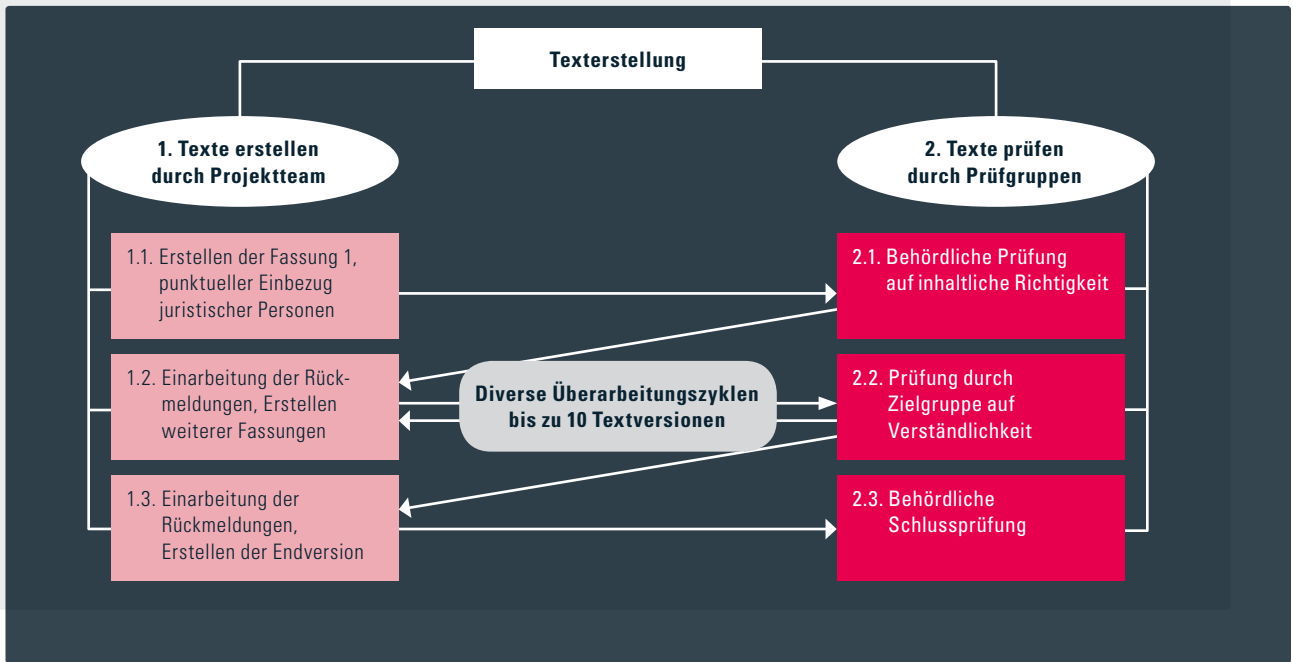 Texterstellung
1. Texte erstellen
durch Projektteam
2. Texte prüfen
durch Prüfgruppen
1.1. Erstellen der Fassung 1,
punktueller Einbezug
juristischer Personen
2.1. Behördliche Prüfung
auf inhaltliche Richtigkeit
1.2. Einarbeitung der Rück-
meldungen, Erstellen
weiterer Fassungen
Diverse Überarbeitungszyklen
bis zu 10 Textversionen
2.2. Prüfung durch
Zielgruppe auf
Verständlichkeit
1.3. Einarbeitung der
Rückmeldungen,
Erstellen der Endversion
2.3. Behördliche
Schlussprüfung